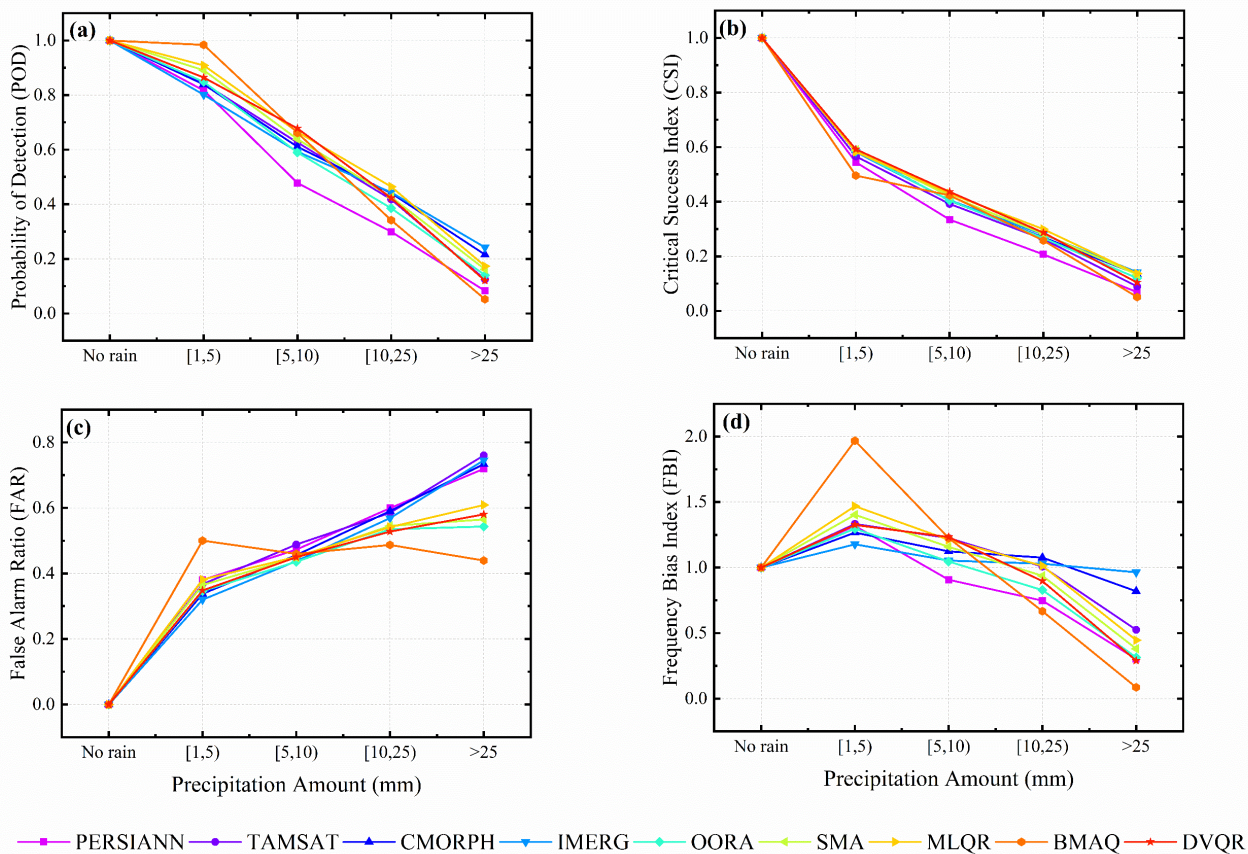 (a)
Probability of Detection (POD)
1.0
0.8
0.6
0.4
0.2
0.0
No rain [1,5) [5,10) [10,25) >25
(b)
Critical Success Index (CSI)
1.0
0.8
0.6
0.4
0.2
0.0
No rain [1,5) [5,10) [10,25) >25
(c)
False Alarm Ratio (FAR)
0.8
0.6
0.4
0.2
0.0
No rain [1,5) [5,10) [10,25) >25
Precipitation Amount (mm)
(d)
Frequency Bias Index (FBI)
2.0
1.5
1.0
0.5
0.0
No rain [1,5) [5,10) [10,25) >25
Precipitation Amount (mm)
PERSIANN TAMSAT CMORPH IMERG OORA SMA MLQR BMAQ DVQR